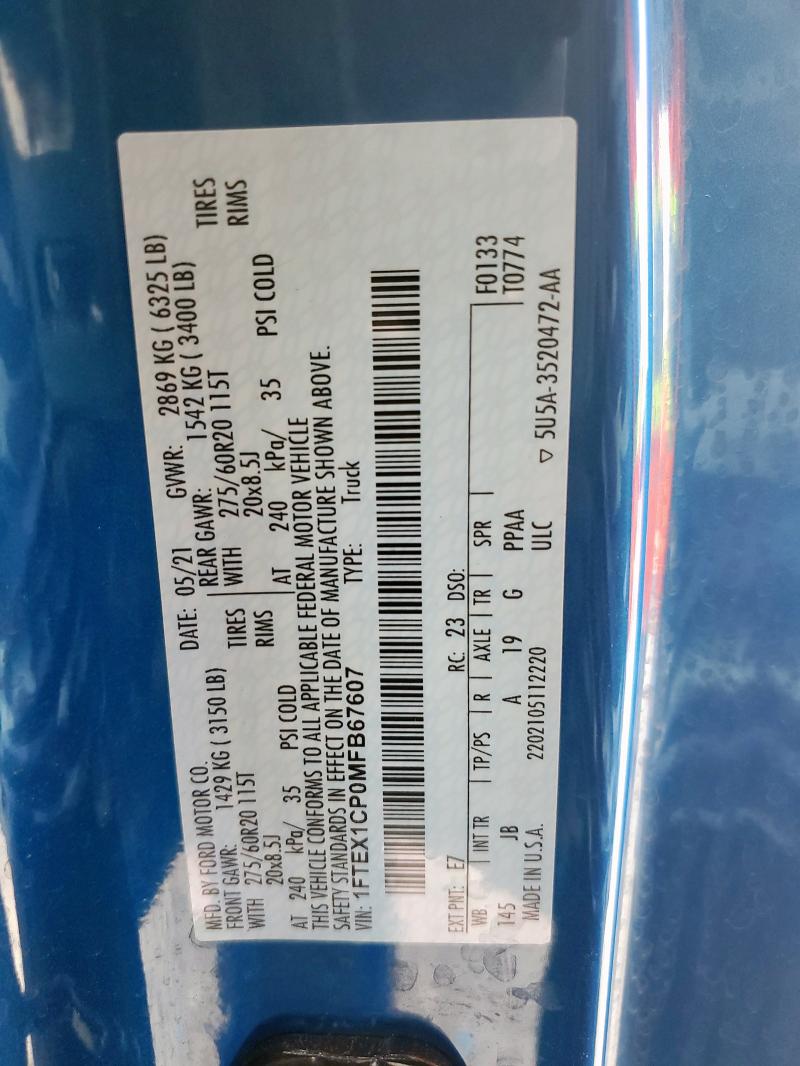 MFD. BY FORD MOTOR CO.
DATE: 05/21 GVWR: 2869 KG ( 6325 LB)
FRONT GAWR: 1429 KG ( 3150 LB)
REAR GAWR: 1542 KG ( 3400 LB)
WITH 275/60R20 115T TIRES
WITH 275/60R20 115T TIRES
20x8.5J RIMS
20x8.5J RIMS
AT 240 kPa/ 35 PSI COLD
AT 240 kPa/ 35 PSI COLD
THIS VEHICLE CONFORMS TO ALL APPLICABLE FEDERAL MOTOR VEHICLE
SAFETY STANDARDS IN EFFECT ON THE DATE OF MANUFACTURE SHOWN ABOVE.
VIN: 1FTEX1CP0MFB67607 TYPE: Truck
EXT PNT: E7 RC: 23 DSO:
WB INT TR TP/PS R AXLE TR SPR F0133
145 JB A 19 G PPAA T0774
MADE IN U.S.A. 2202105112220 ULC ▽ 5U5A-3520472-AA